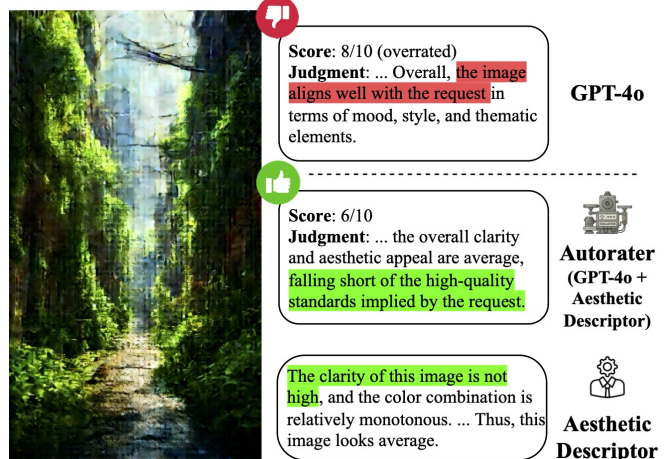 Score: 8/10 (overrated)
Judgment: ... Overall, the image
aligns well with the request in
terms of mood, style, and thematic
elements.
GPT-4o
Score: 6/10
Judgment: ... the overall clarity
and aesthetic appeal are average,
falling short of the high-quality
standards implied by the request.
Autorater
(GPT-4o +
Aesthetic
Descriptor)
The clarity of this image is not
high, and the color combination is
relatively monotonous. ... Thus, this
image looks average.
Aesthetic
Descriptor